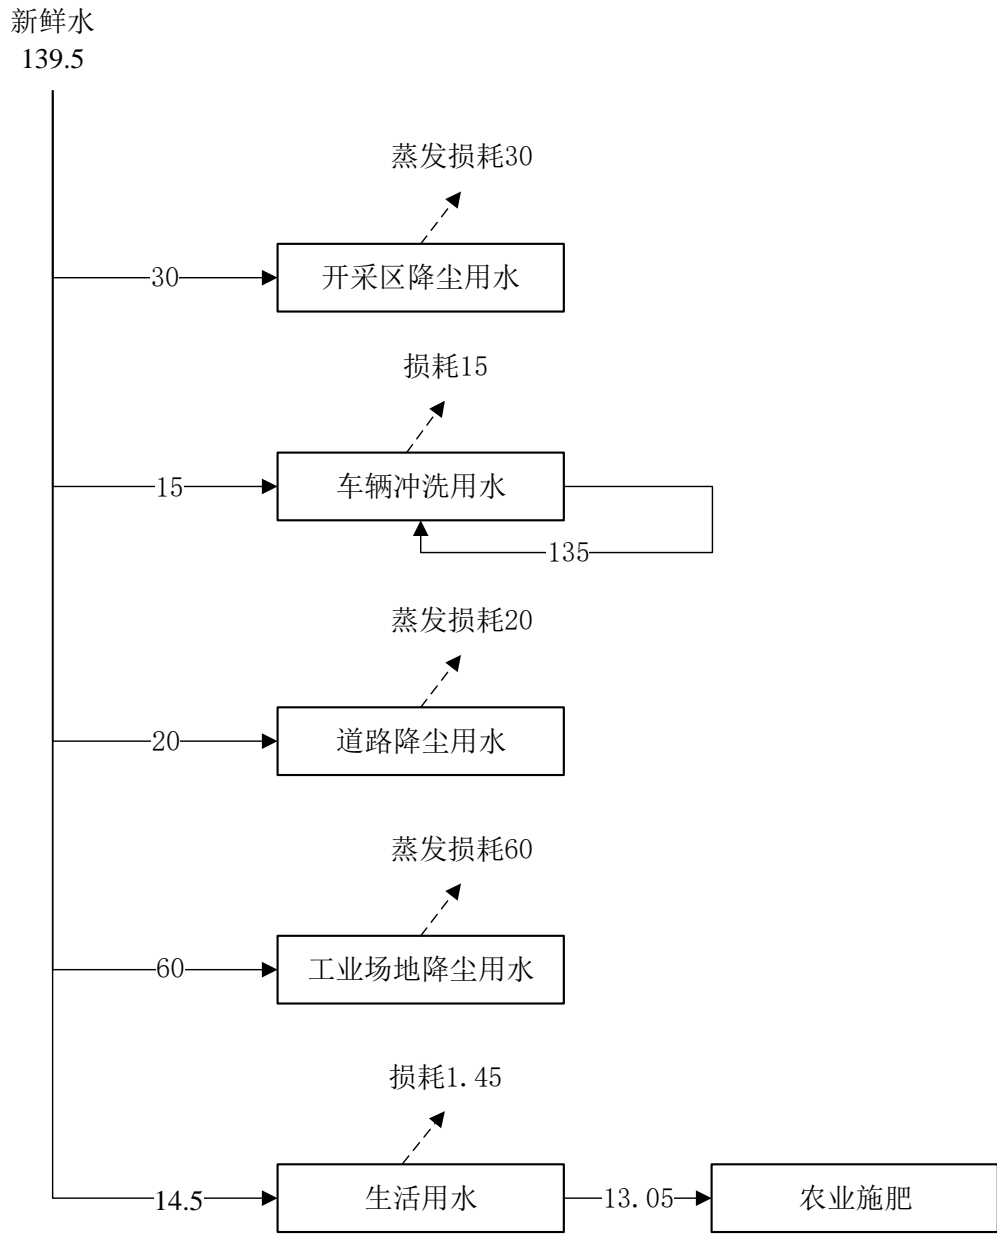 新鲜水
139.5
蒸发损耗30
30
开采区降尘用水
损耗15
15
车辆冲洗用水
135
蒸发损耗20
20
道路降尘用水
蒸发损耗60
60
工业场地降尘用水
损耗1.45
14.5
生活用水
13.05
农业施肥